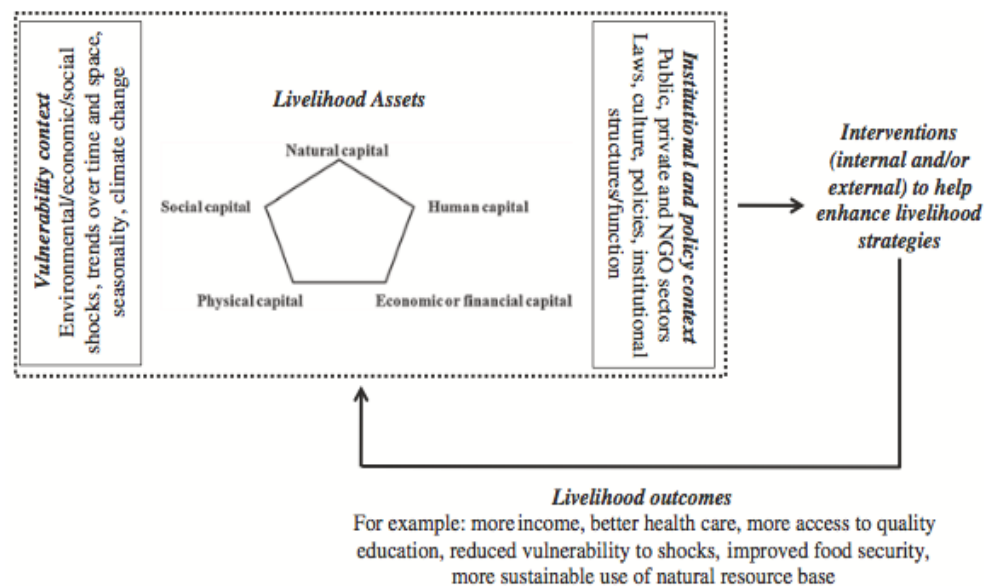 Vulnerability context
Environmental/economic/social
shocks, trends over time and space,
seasonality, climate change
Livelihood Assets
Natural capital
Social capital
Human capital
Physical capital
Economic or financial capital
Institutional and policy context
Public, private and NGO sectors
Laws, culture, policies, institutional
structures/function
Interventions
(internal and/or
external) to help
enhance livelihood
strategies
Livelihood outcomes
For example: more income, better health care, more access to quality
education, reduced vulnerability to shocks, improved food security,
more sustainable use of natural resource base